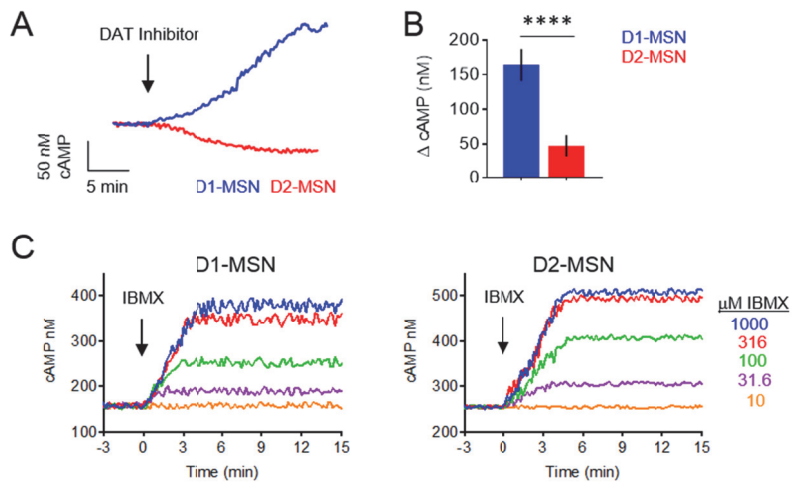 A
DAT Inhibitor
50 nM
cAMP
5 min
D1-MSN D2-MSN
B
****
D1-MSN
D2-MSN
Δ cAMP (nM)
200
150
100
50
0
C
D1-MSN
IBMX
cAMP nM
400
300
200
100
-3 0 3 6 9 12 15
Time (min)
D2-MSN
IBMX
cAMP nM
500
400
300
200
-3 0 3 6 9 12 15
Time (min)
µM IBMX
1000
316
100
31.6
10